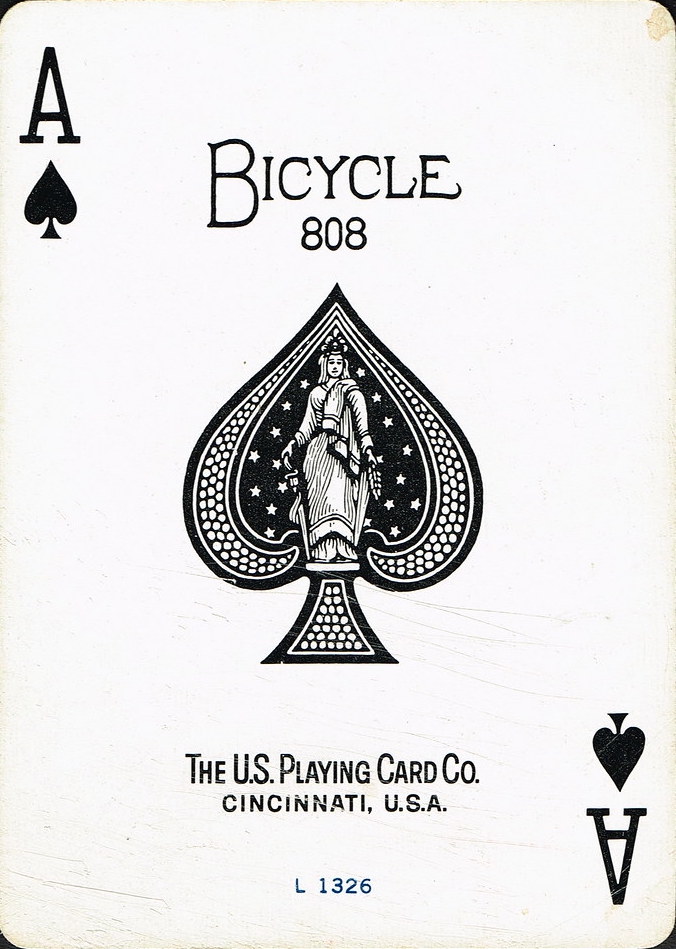 A
BICYCLE
808
THE U.S. PLAYING CARD CO.
CINCINNATI, U.S.A.
A
L 1326